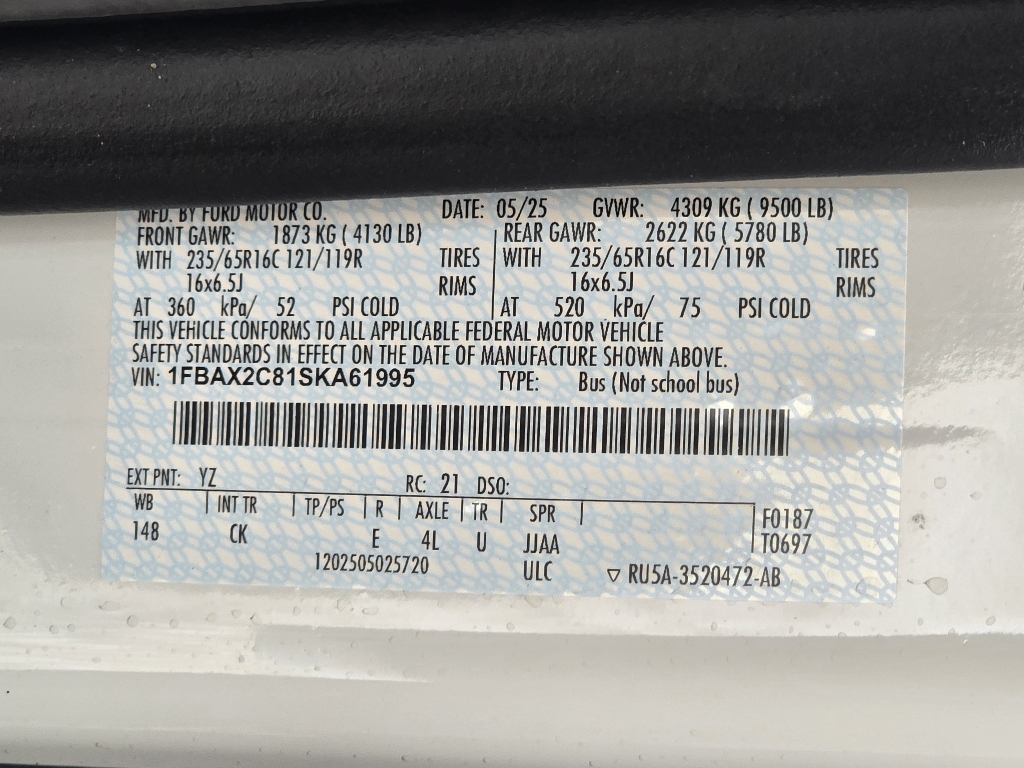 MFD. BY FORD MOTOR CO. DATE: 05/25 GVWR: 4309 KG ( 9500 LB)
FRONT GAWR: 1873 KG ( 4130 LB) REAR GAWR: 2622 KG ( 5780 LB)
WITH 235/65R16C 121/119R TIRES WITH 235/65R16C 121/119R TIRES
16x6.5J RIMS 16x6.5J RIMS
AT 360 kPa/ 52 PSI COLD AT 520 kPa/ 75 PSI COLD
THIS VEHICLE CONFORMS TO ALL APPLICABLE FEDERAL MOTOR VEHICLE
SAFETY STANDARDS IN EFFECT ON THE DATE OF MANUFACTURE SHOWN ABOVE.
VIN: 1FBAX2C81SKA61995 TYPE: Bus (Not school bus)
EXT PNT: YZ RC: 21 DSO:
WB INT TR TP/PS R AXLE TR SPR F0187
148 CK E 4L U JJAA T0697
1202505025720 ULC ▽ RU5A-3520472-AB